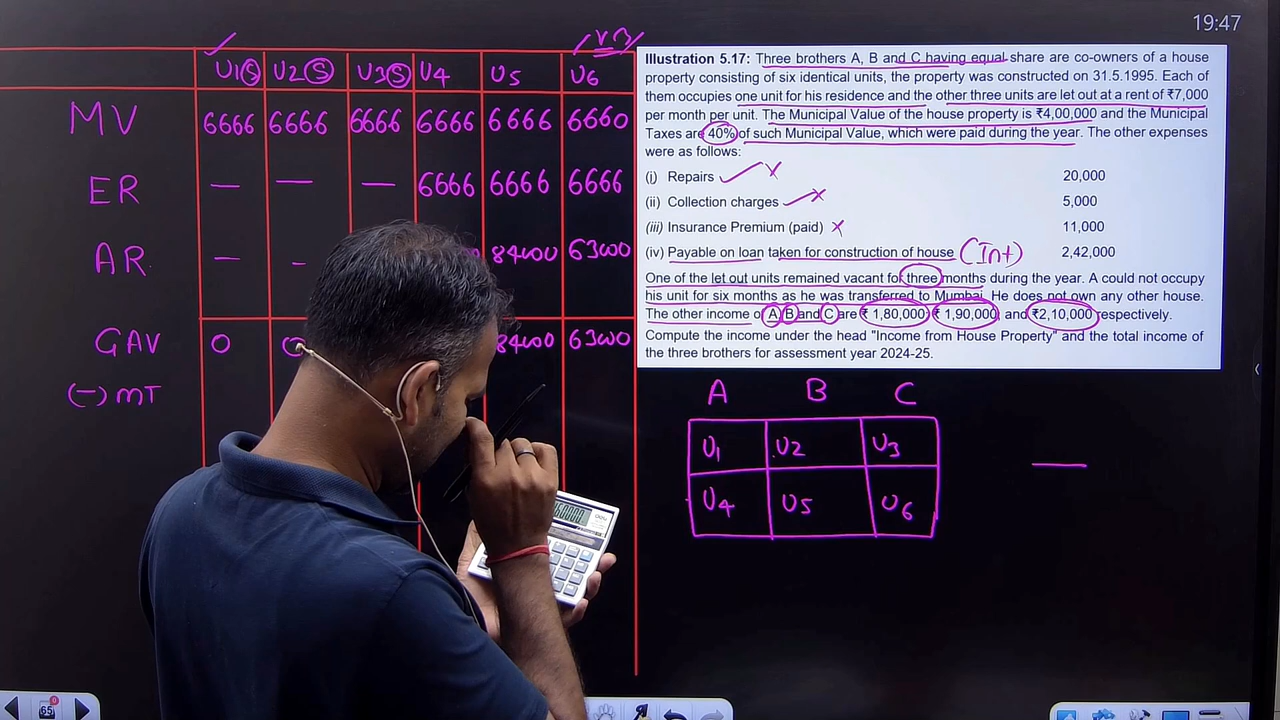 19:47
U1 S U2 S U3 S U4 U5 U6
MV 6666 6666 6666 6666 6666 6660
ER — — — 6666 6666 6666
AR. — - 84000 63000
GAV 0 84000 63000
(-) MT
Illustration 5.17: Three brothers A, B and C having equal share are co-owners of a house
property consisting of six identical units, the property was constructed on 31.5.1995. Each of
them occupies one unit for his residence and the other three units are let out at a rent of ₹7,000
per month per unit. The Municipal Value of the house property is ₹4,00,000 and the Municipal
Taxes are 40% of such Municipal Value, which were paid during the year. The other expenses
were as follows:
(i) Repairs 20,000
(ii) Collection charges 5,000
(iii) Insurance Premium (paid) 11,000
(iv) Payable on loan taken for construction of house (Int) 2,42,000
One of the let out units remained vacant for three months during the year. A could not occupy
his unit for six months as he was transferred to Mumbai. He does not own any other house.
The other income of A, B and C are ₹ 1,80,000, ₹ 1,90,000, and ₹2,10,000 respectively.
Compute the income under the head "Income from House Property" and the total income of
the three brothers for assessment year 2024-25.
A B C
U1 U2 U3
U4 U5 U6
65